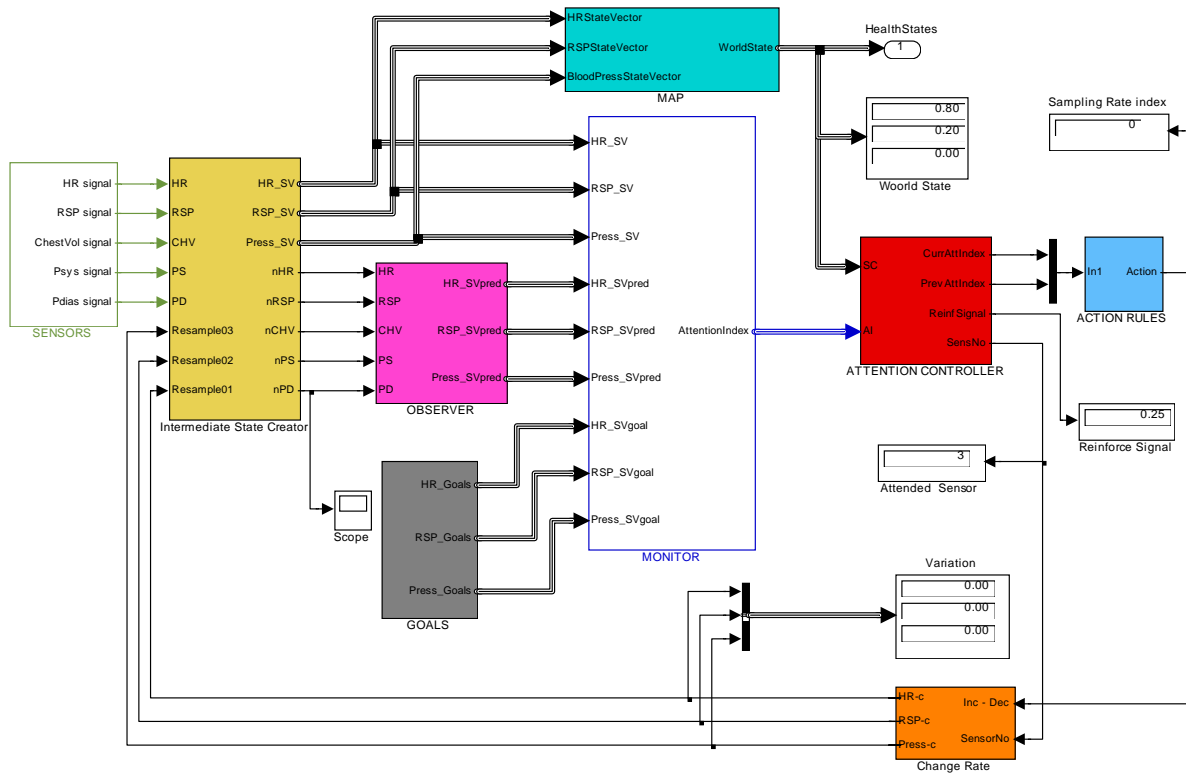 HRStateVector
RSPStateVector
BloodPressStateVector
WorldState
MAP
HealthStates
1
0.80
0.20
0.00
Woorld State
Sampling Rate index
0
HR signal
RSP signal
ChestVol signal
Psys signal
Pdias signal
SENSORS
HR
RSP
CHV
PS
PD
Resample03
Resample02
Resample01
HR_SV
RSP_SV
Press_SV
nHR
nRSP
nCHV
nPS
nPD
Intermediate State Creator
HR
RSP
CHV
PS
PD
HR_SVpred
RSP_SVpred
Press_SVpred
OBSERVER
HR_Goals
RSP_Goals
Press_Goals
GOALS
Scope
HR_SV
RSP_SV
Press_SV
HR_SVpred
RSP_SVpred
Press_SVpred
HR_SVgoal
RSP_SVgoal
Press_SVgoal
AttentionIndex
MONITOR
SC
AI
CurrAttIndex
PrevAttIndex
ReinfSignal
SensNo
ATTENTION CONTROLLER
In1
Action
ACTION RULES
0.25
Reinforce Signal
3
Attended Sensor
Variation
0.00
0.00
0.00
HR-c
RSP-c
Press-c
Inc - Dec
SensorNo
Change Rate